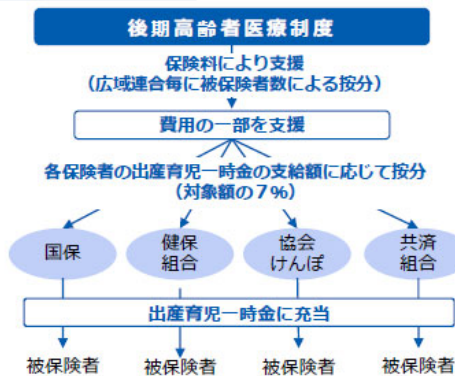 後期高齢者医療制度
保険料により支援
（広域連合毎に被保険者数による按分）
費用の一部を支援
各保険者の出産育児一時金の支給額に応じて按分
（対象額の７%）
国保
健保
組合
協会
けんぽ
共済
組合
出産育児一時金に充当
被保険者
被保険者
被保険者
被保険者